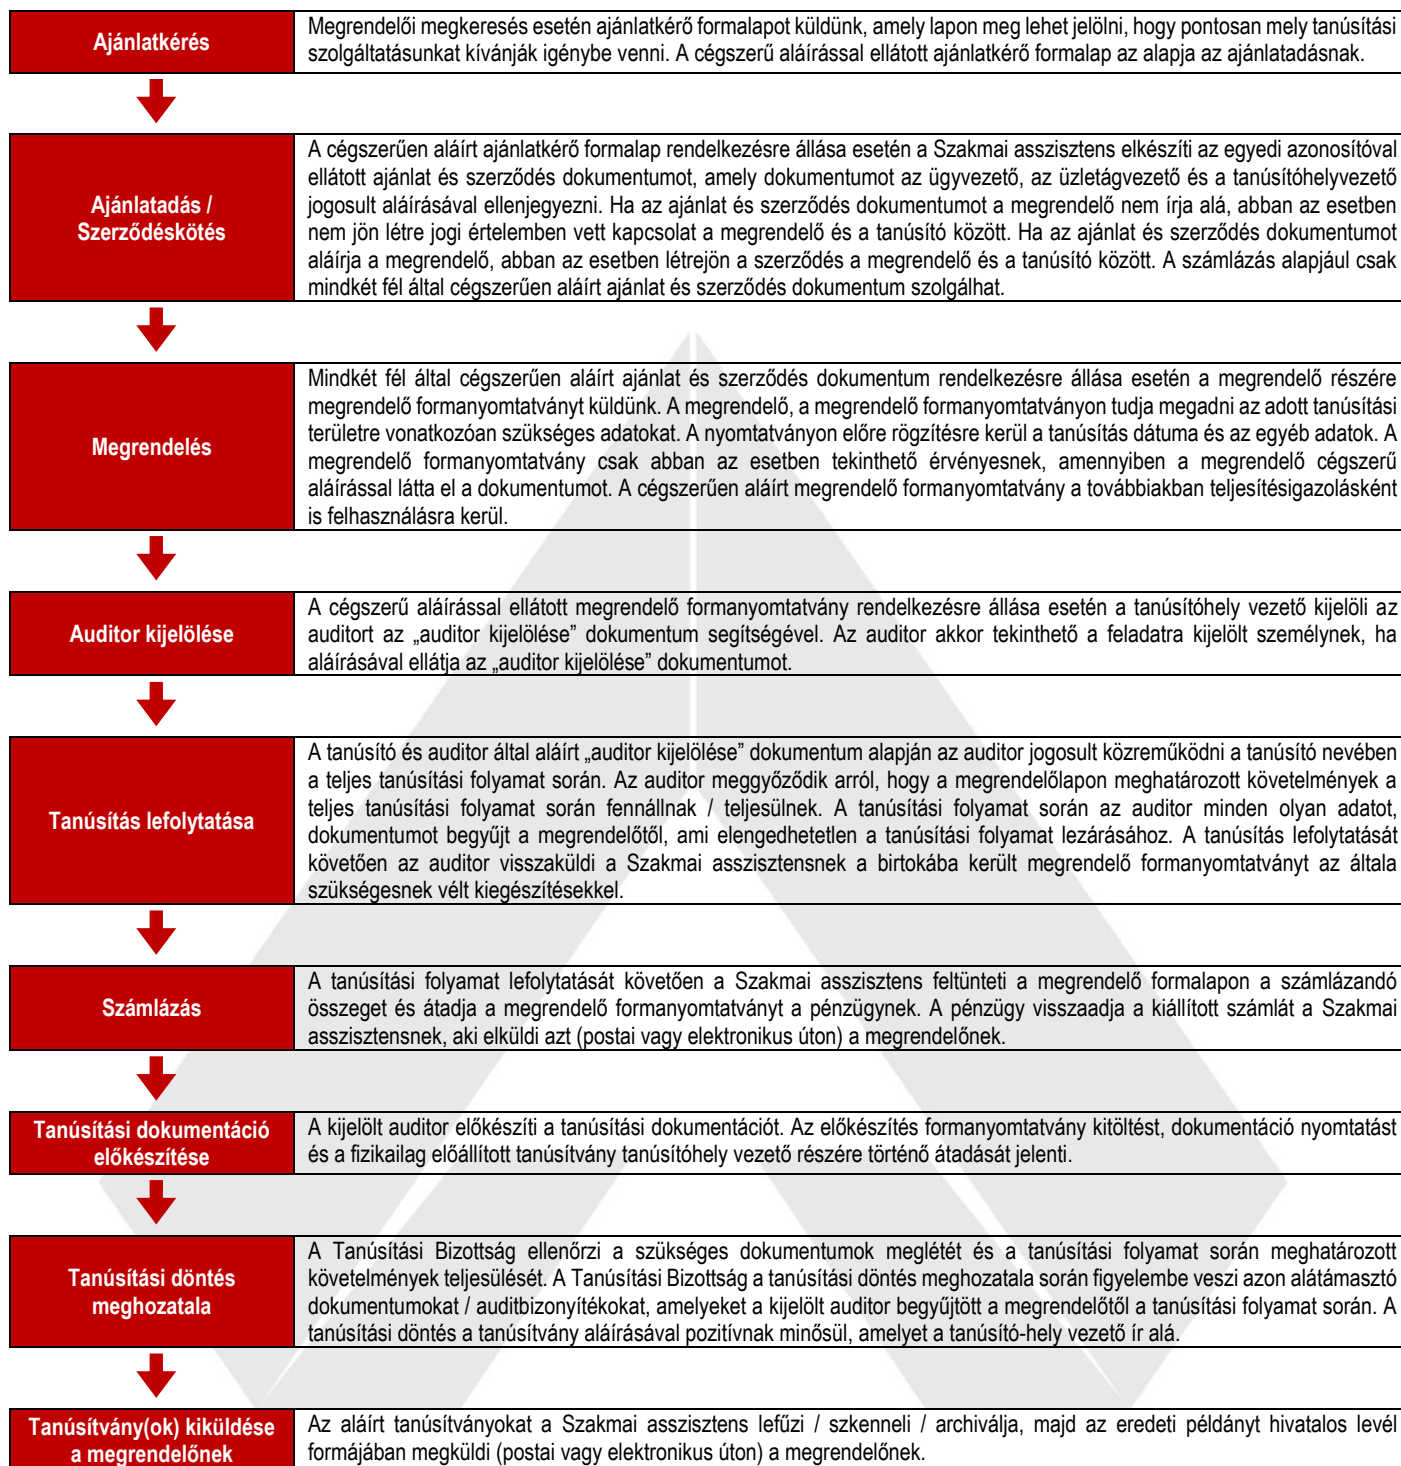 Ajánlatkérés
Megrendelői megkeresés esetén ajánlatkérő formalapot küldünk, amely lapon meg lehet jelölni, hogy pontosan mely tanúsítási
szolgáltatásunkat kívánják igénybe venni. A cégszerű aláírással ellátott ajánlatkérő formalap az alapja az ajánlatadásnak.
Ajánlatadás /
Szerződéskötés
A cégszerűen aláírt ajánlatkérő formalap rendelkezésre állása esetén a Szakmai asszisztens elkészíti az egyedi azonosítóval
ellátott ajánlat és szerződés dokumentumot, amely dokumentumot az ügyvezető, az üzletágvezető és a tanúsítóhelyvezető
jogosult aláírásával ellenjegyezni. Ha az ajánlat és szerződés dokumentumot a megrendelő nem írja alá, abban az esetben
nem jön létre jogi értelemben vett kapcsolat a megrendelő és a tanúsító között. Ha az ajánlat és szerződés dokumentumot
aláírja a megrendelő, abban az esetben létrejön a szerződés a megrendelő és a tanúsító között. A számlázás alapjául csak
mindkét fél által cégszerűen aláírt ajánlat és szerződés dokumentum szolgálhat.
Megrendelés
Mindkét fél által cégszerűen aláírt ajánlat és szerződés dokumentum rendelkezésre állása esetén a megrendelő részére
megrendelő formanyomtatványt küldünk. A megrendelő, a megrendelő formanyomtatványon tudja megadni az adott tanúsítási
területre vonatkozóan szükséges adatokat. A nyomtatványon előre rögzítésre kerül a tanúsítás dátuma és az egyéb adatok. A
megrendelő formanyomtatvány csak abban az esetben tekinthető érvényesnek, amennyiben a megrendelő cégszerű
aláírással látta el a dokumentumot. A cégszerűen aláírt megrendelő formanyomtatvány a továbbiakban teljesítésigazolásként
is felhasználásra kerül.
Auditor kijelölése
A cégszerű aláírással ellátott megrendelő formanyomtatvány rendelkezésre állása esetén a tanúsítóhely vezető kijelöli az
auditort az „auditor kijelölése” dokumentum segítségével. Az auditor akkor tekinthető a feladatra kijelölt személynek, ha
aláírásával ellátja az „auditor kijelölése” dokumentumot.
Tanúsítás lefolytatása
A tanúsító és auditor által aláírt „auditor kijelölése” dokumentum alapján az auditor jogosult közreműködni a tanúsító nevében
a teljes tanúsítási folyamat során. Az auditor meggyőződik arról, hogy a megrendelőlapon meghatározott követelmények a
teljes tanúsítási folyamat során fennállnak / teljesülnek. A tanúsítási folyamat során az auditor minden olyan adatot,
dokumentumot begyűjt a megrendelőtől, ami elengedhetetlen a tanúsítási folyamat lezárásához. A tanúsítás lefolytatását
követően az auditor visszaküldi a Szakmai asszisztensnek a birtokába került megrendelő formanyomtatványt az általa
szükségesnek vélt kiegészítésekkel.
Számlázás
A tanúsítási folyamat lefolytatását követően a Szakmai asszisztens feltünteti a megrendelő formalapon a számlázandó
összeget és átadja a megrendelő formanyomtatványt a pénzügynek. A pénzügy visszaadja a kiállított számlát a Szakmai
asszisztensnek, aki elküldi azt (postai vagy elektronikus úton) a megrendelőnek.
Tanúsítási dokumentáció
előkészítése
A kijelölt auditor előkészíti a tanúsítási dokumentációt. Az előkészítés formanyomtatvány kitöltést, dokumentáció nyomtatást
és a fizikailag előállított tanúsítvány tanúsítóhely vezető részére történő átadását jelenti.
Tanúsítási döntés
meghozatala
A Tanúsítási Bizottság ellenőrzi a szükséges dokumentumok meglétét és a tanúsítási folyamat során meghatározott
követelmények teljesülését. A Tanúsítási Bizottság a tanúsítási döntés meghozatala során figyelembe veszi azon alátámasztó
dokumentumokat / auditbizonyítékokat, amelyeket a kijelölt auditor begyűjtött a megrendelőtől a tanúsítási folyamat során. A
tanúsítási döntés a tanúsítvány aláírásával pozitívnak minősül, amelyet a tanúsító-hely vezető ír alá.
Tanúsítvány(ok) kiküldése
a megrendelőnek
Az aláírt tanúsítványokat a Szakmai asszisztens lefűzi / szkenneli / archiválja, majd az eredeti példányt hivatalos levél
formájában megküldi (postai vagy elektronikus úton) a megrendelőnek.